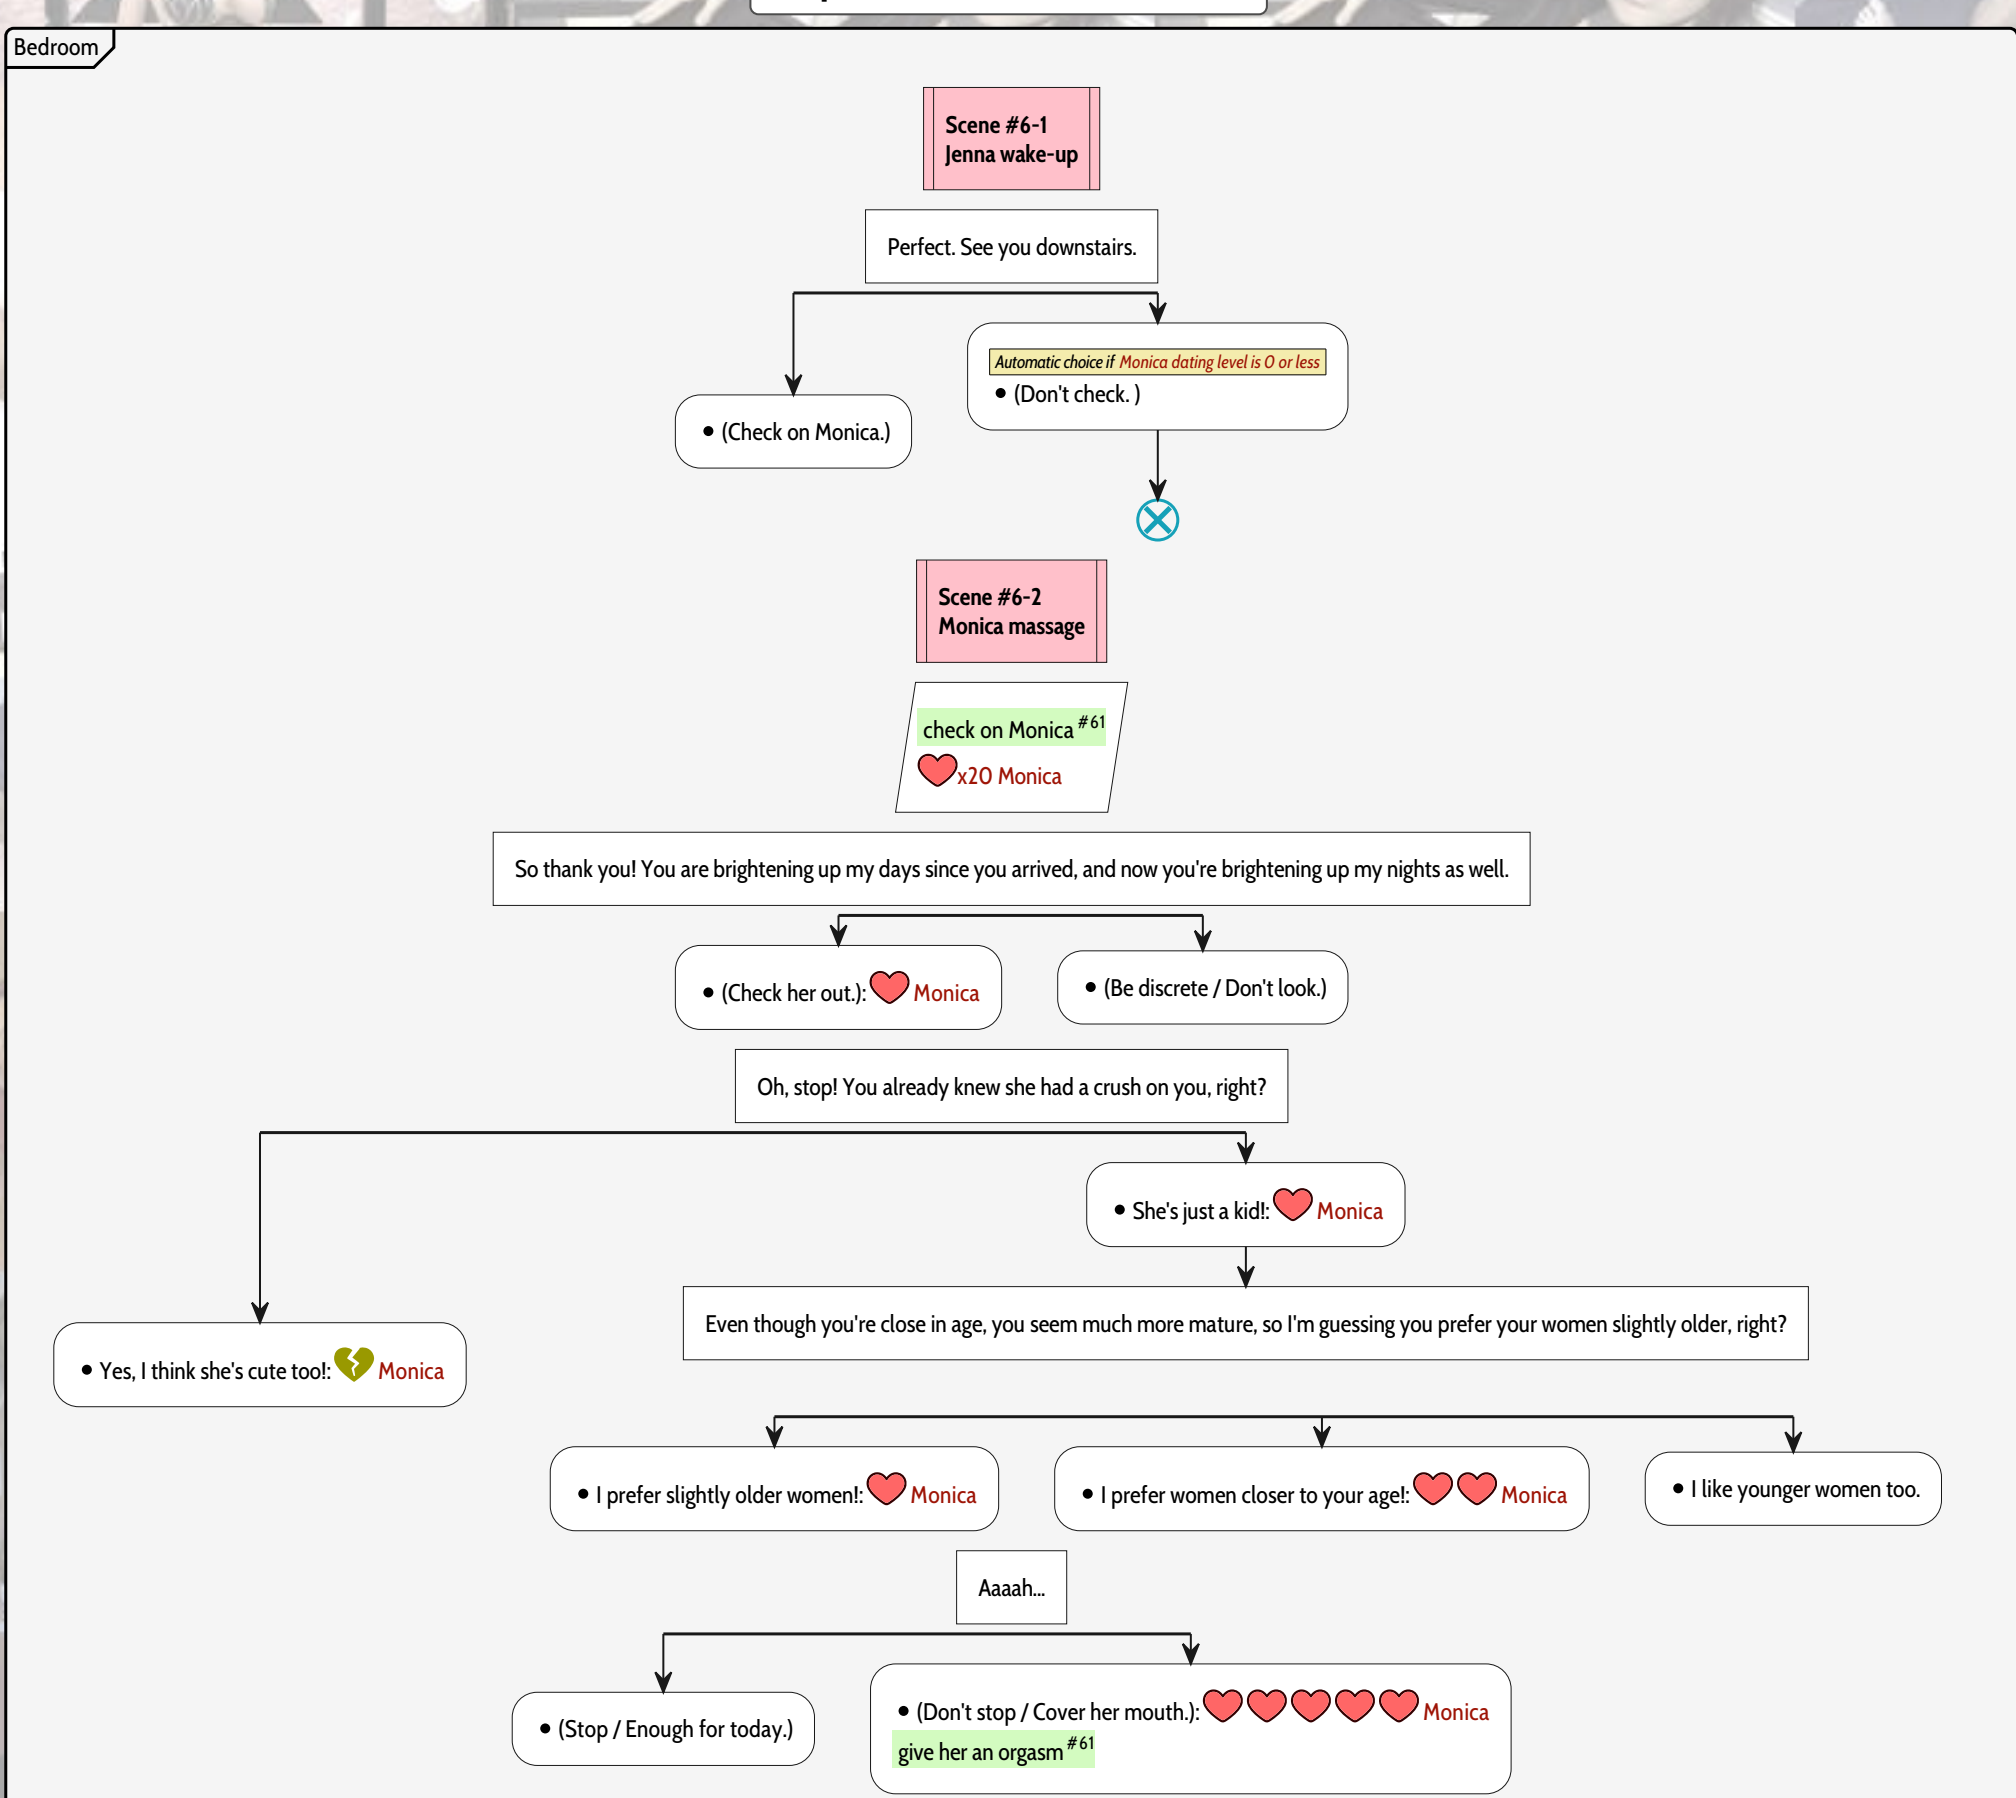 Bedroom
Scene #6-1
Jenna wake-up
Perfect. See you downstairs.
Automatic choice if Monica dating level is 0 or less
• (Don't check. )
• (Check on Monica.)
Scene #6-2
Monica massage
check on Monica #61
x20 Monica
So thank you! You are brightening up my days since you arrived, and now you're brightening up my nights as well.
• (Check her out.): Monica
• (Be discrete / Don't look.)
Oh, stop! You already knew she had a crush on you, right?
• She's just a kid!: Monica
Even though you're close in age, you seem much more mature, so I'm guessing you prefer your women slightly older, right?
• Yes, I think she's cute too!: Monica
• I prefer slightly older women!: Monica
• I prefer women closer to your age!: Monica
• I like younger women too.
Aaaah...
• (Stop / Enough for today.)
• (Don't stop / Cover her mouth.): Monica
give her an orgasm #61